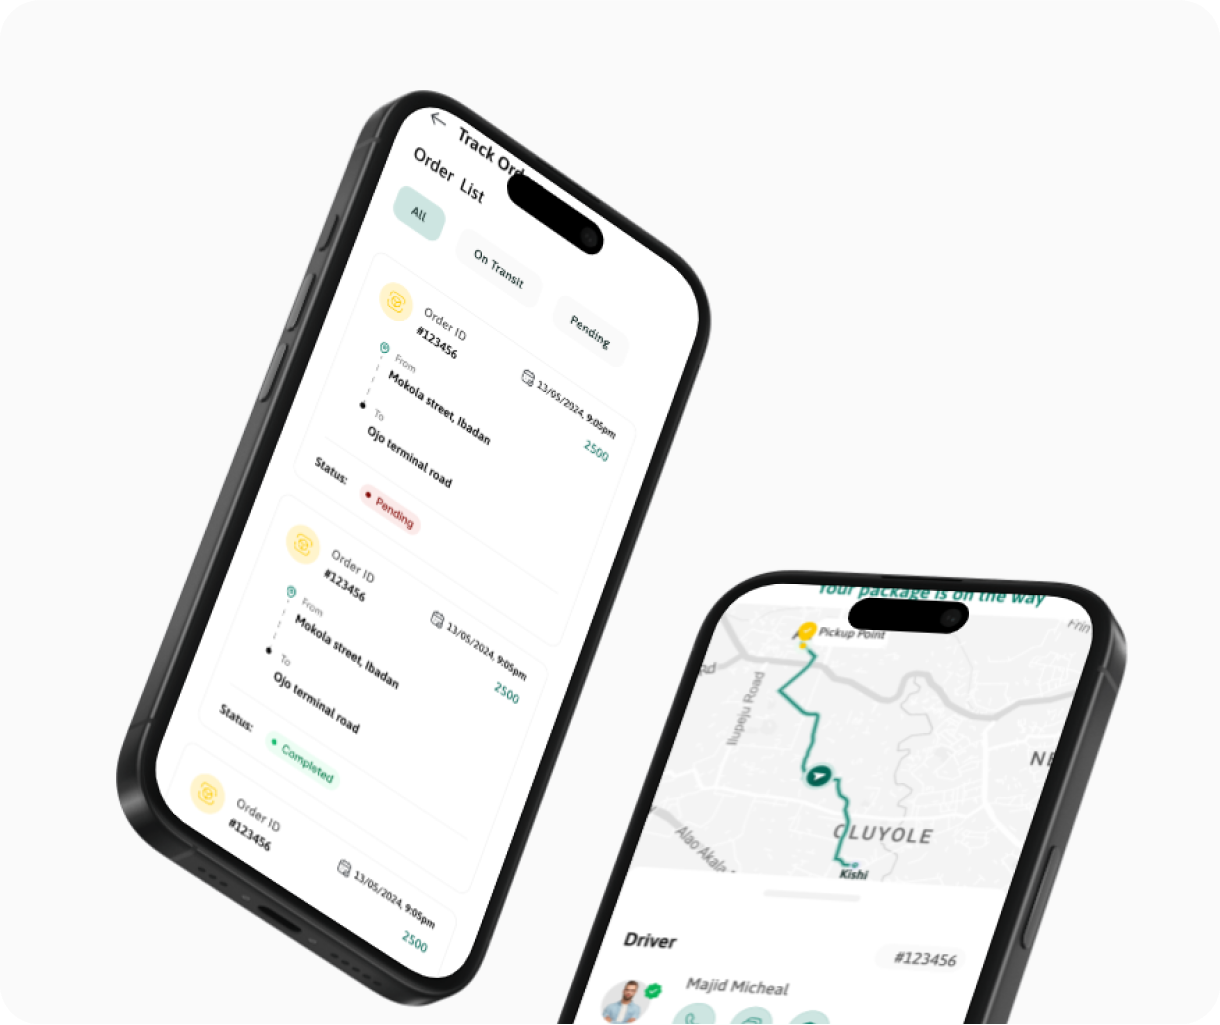 Track Ord
Order List
All
On Transit
Pending
Order ID
#123456
13/05/2024, 9:05pm
From
Mokola street, Ibadan
2500
To
Ojo terminal road
Status:
Pending
Order ID
#123456
13/05/2024, 9:05pm
From
Mokola street, Ibadan
2500
To
Ojo terminal road
Status:
Completed
Order ID
#123456
13/05/2024, 9:05pm
2500
Your package is on the way
Pickup Point
Frin
Rd
Ilupeju Road
NE
OLUYOLE
Alao Akala
Kishi
Driver
#123456
Majid Micheal